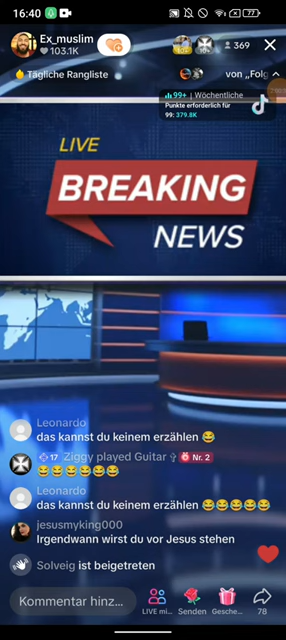 16:40
77
Ex_muslim
103.1K
369
Tägliche Rangliste
von „Folg
99+ | Wöchentliche
Punkte erforderlich für
99: 379.8K
LIVE
BREAKING
NEWS
Leonardo
das kannst du keinem erzählen 😂
17 Ziggy played Guitar ✞ Nr. 2
😂😂😂😂😂😂
Leonardo
das kannst du keinem erzählen 😂😂😂😂😂
jesusmyking000
Irgendwann wirst du vor Jesus stehen
Solveig ist beigetreten
Kommentar hinz...
LIVE mi...
Senden
Gesche...
78